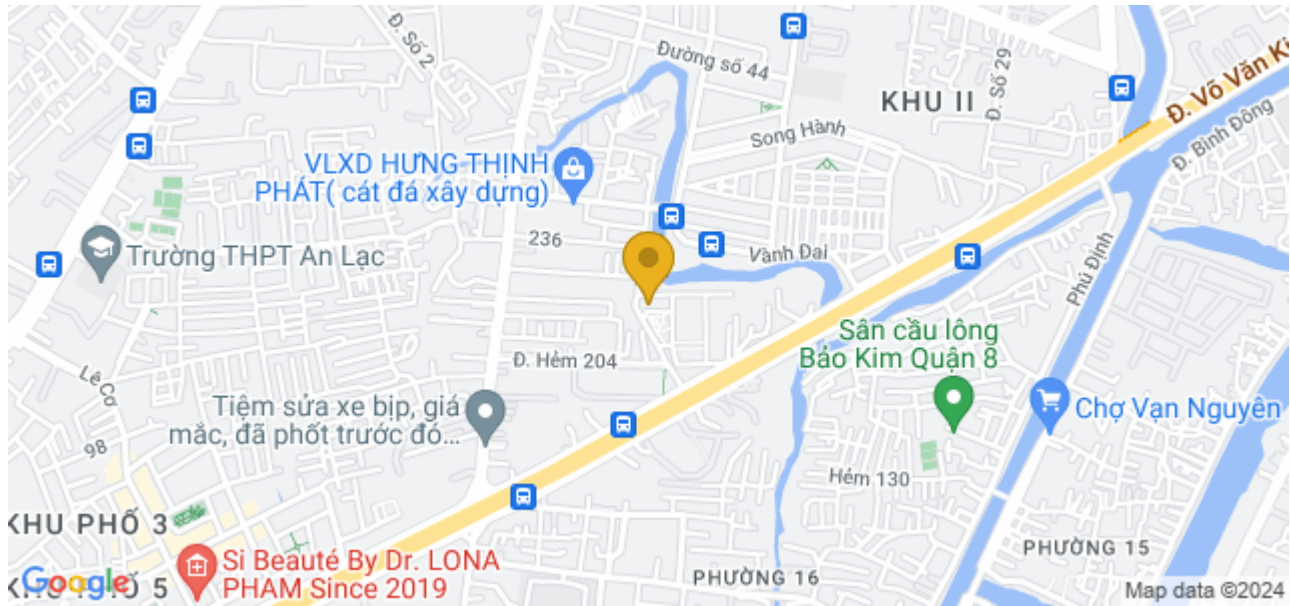 Đ. Số 2
Đường số 44
KHU II
Đ. Số 29
Đ. Võ Văn Ki
Đ. Bình Đông
Song Hành
VLXD HƯNG THỊNH
PHÁT( cát đá xây dựng)
Trường THPT An Lạc
236
Vành Đai
Phú Định
Sân cầu lông
Bảo Kim Quận 8
Đ. Hẻm 204
Lê Cơ
Tiệm sửa xe bịp, giá
mắc, đã phốt trước đó...
Chợ Vạn Nguyên
98
Hẻm 130
KHU PHỐ 3
PHƯỜNG 15
Si Beauté By Dr. LONA
PHAM Since 2019
PHƯỜNG 16
Google
5
Map data ©2024